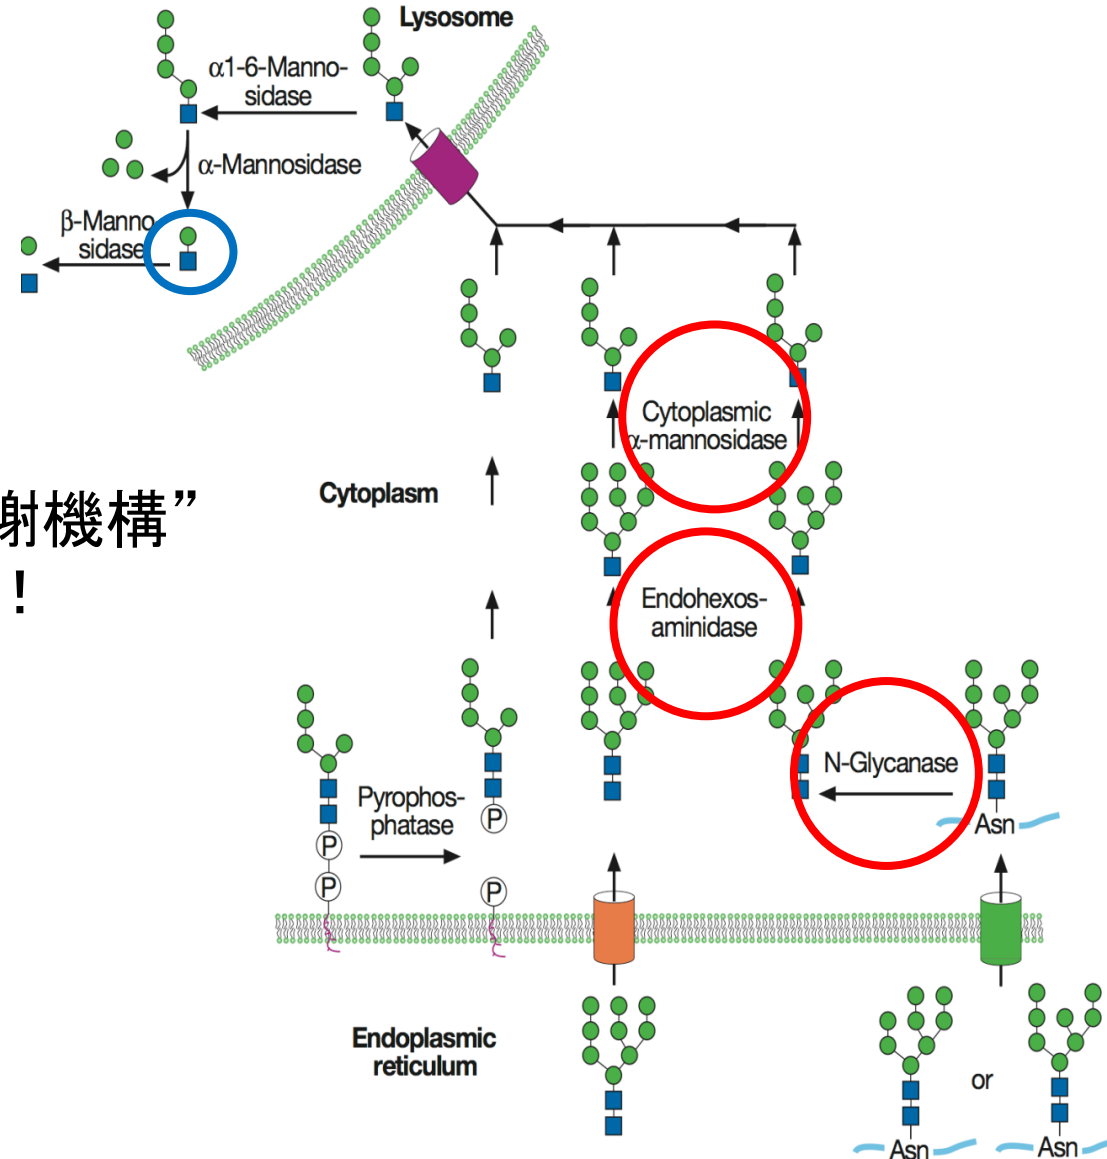 Lysosome
α1-6-Manno-
sidase
α-Mannosidase
β-Manno
sidase
Cytoplasmic
α-mannosidase
Cytoplasm
射機構”
！
Endohexos-
aminidase
N-Glycanase
Pyrophos-
phatase
P
Asn
P
P
P
Endoplasmic
reticulum
or
Asn
Asn